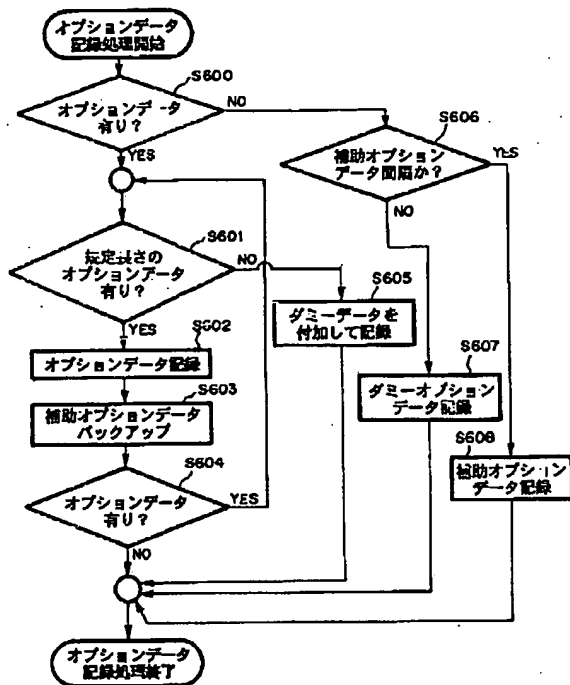 オプションデータ
記録処理開始
S600
オプションデータ
有り?
NO
YES
S606
補助オプション
データ間隔か?
YES
NO
S601
規定長さの
オプションデータ
有り?
NO
YES
S605
ダミーデータを
付加して記録
S602
オプションデータ記録
S607
ダミーオプション
データ記録
S603
補助オプションデータ
バックアップ
S608
補助オプション
データ記録
S604
オプションデータ
有り?
YES
NO
オプションデータ
記録処理終了